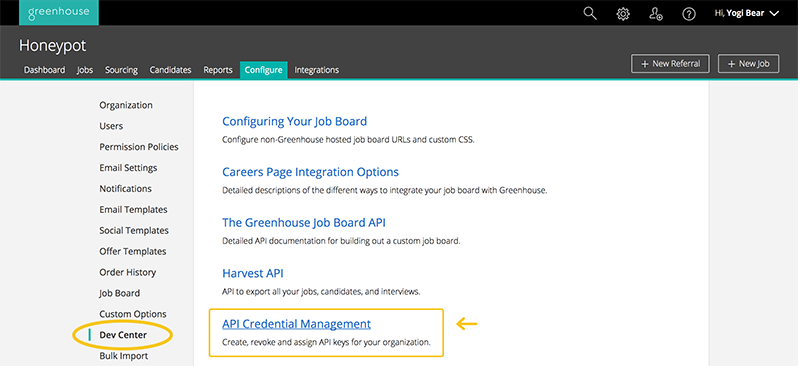 greenhouse
Hi, Yogi Bear
Honeypot
Dashboard Jobs Sourcing Candidates Reports Configure Integrations
+ New Referral + New Job
Organization
Users
Permission Policies
Email Settings
Notifications
Email Templates
Social Templates
Offer Templates
Order History
Job Board
Custom Options
Dev Center
Bulk Import
Configuring Your Job Board
Configure non-Greenhouse hosted job board URLs and custom CSS.
Careers Page Integration Options
Detailed descriptions of the different ways to integrate your job board with Greenhouse.
The Greenhouse Job Board API
Detailed API documentation for building out a custom job board.
Harvest API
API to export all your jobs, candidates, and interviews.
API Credential Management
Create, revoke and assign API keys for your organization.